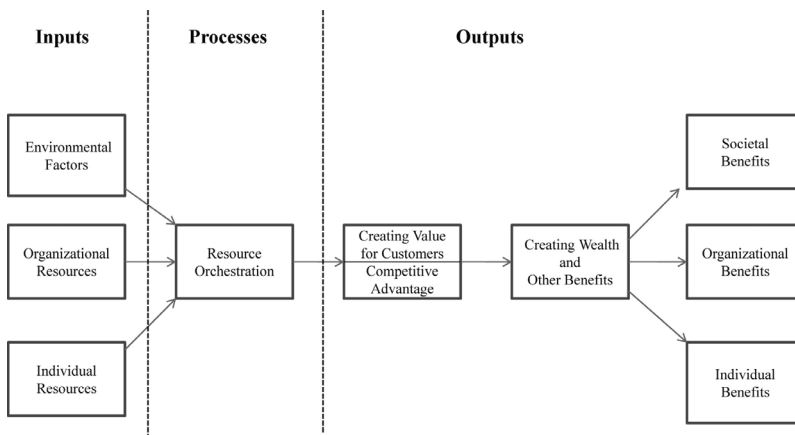 Inputs
Processes
Outputs
Environmental
Factors
Organizational
Resources
Individual
Resources
Resource
Orchestration
Creating Value
for Customers
Competitive
Advantage
Creating Wealth
and
Other Benefits
Societal
Benefits
Organizational
Benefits
Individual
Benefits